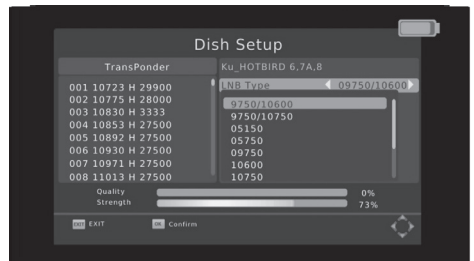 Dish Setup
TransPonder
Ku_HOTBIRD 6,7A,8
001 10723 H 29900
002 10775 H 28000
003 10830 H 3333
004 10853 H 27500
005 10892 H 27500
006 10930 H 27500
007 10971 H 27500
008 11013 H 27500
LNB Type 09750/10600
9750/10600
9750/10750
05150
05750
09750
10600
10750
Quality 0%
Strength 73%
EXIT EXIT OK Confirm